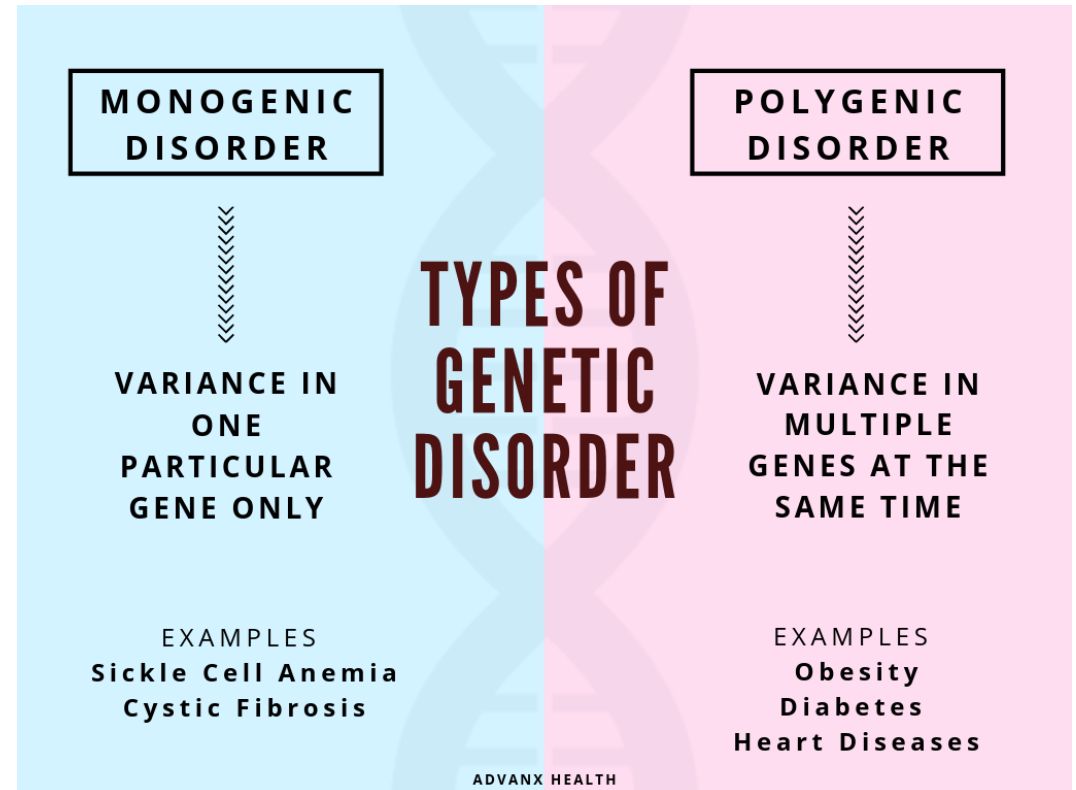 MONOGENIC
DISORDER
VARIANCE IN
ONE
PARTICULAR
GENE ONLY
EXAMPLES
Sickle Cell Anemia
Cystic Fibrosis
TYPES OF
GENETIC
DISORDER
POLYGENIC
DISORDER
VARIANCE IN
MULTIPLE
GENES AT THE
SAME TIME
EXAMPLES
Obesity
Diabetes
Heart Diseases
ADVANX HEALTH